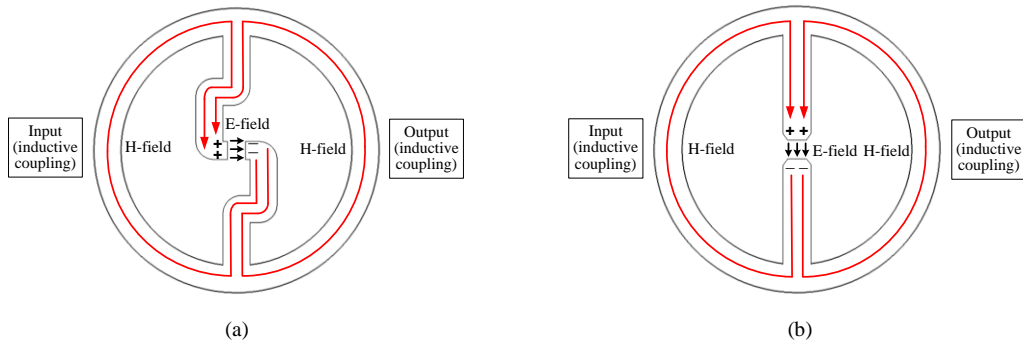 Input
(inductive
coupling)
H-field
E-field
+
+
− −
H-field
Output
(inductive
coupling)
(a)
Input
(inductive
coupling)
H-field
+ +
E-field
− −
H-field
Output
(inductive
coupling)
(b)